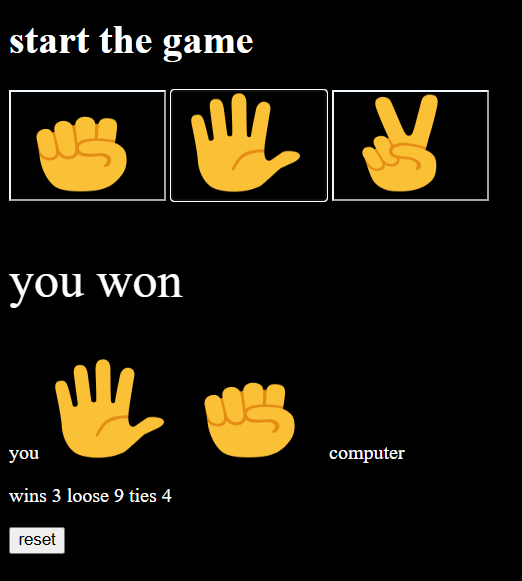 start the game
you won
you computer
wins 3 loose 9 ties 4
reset